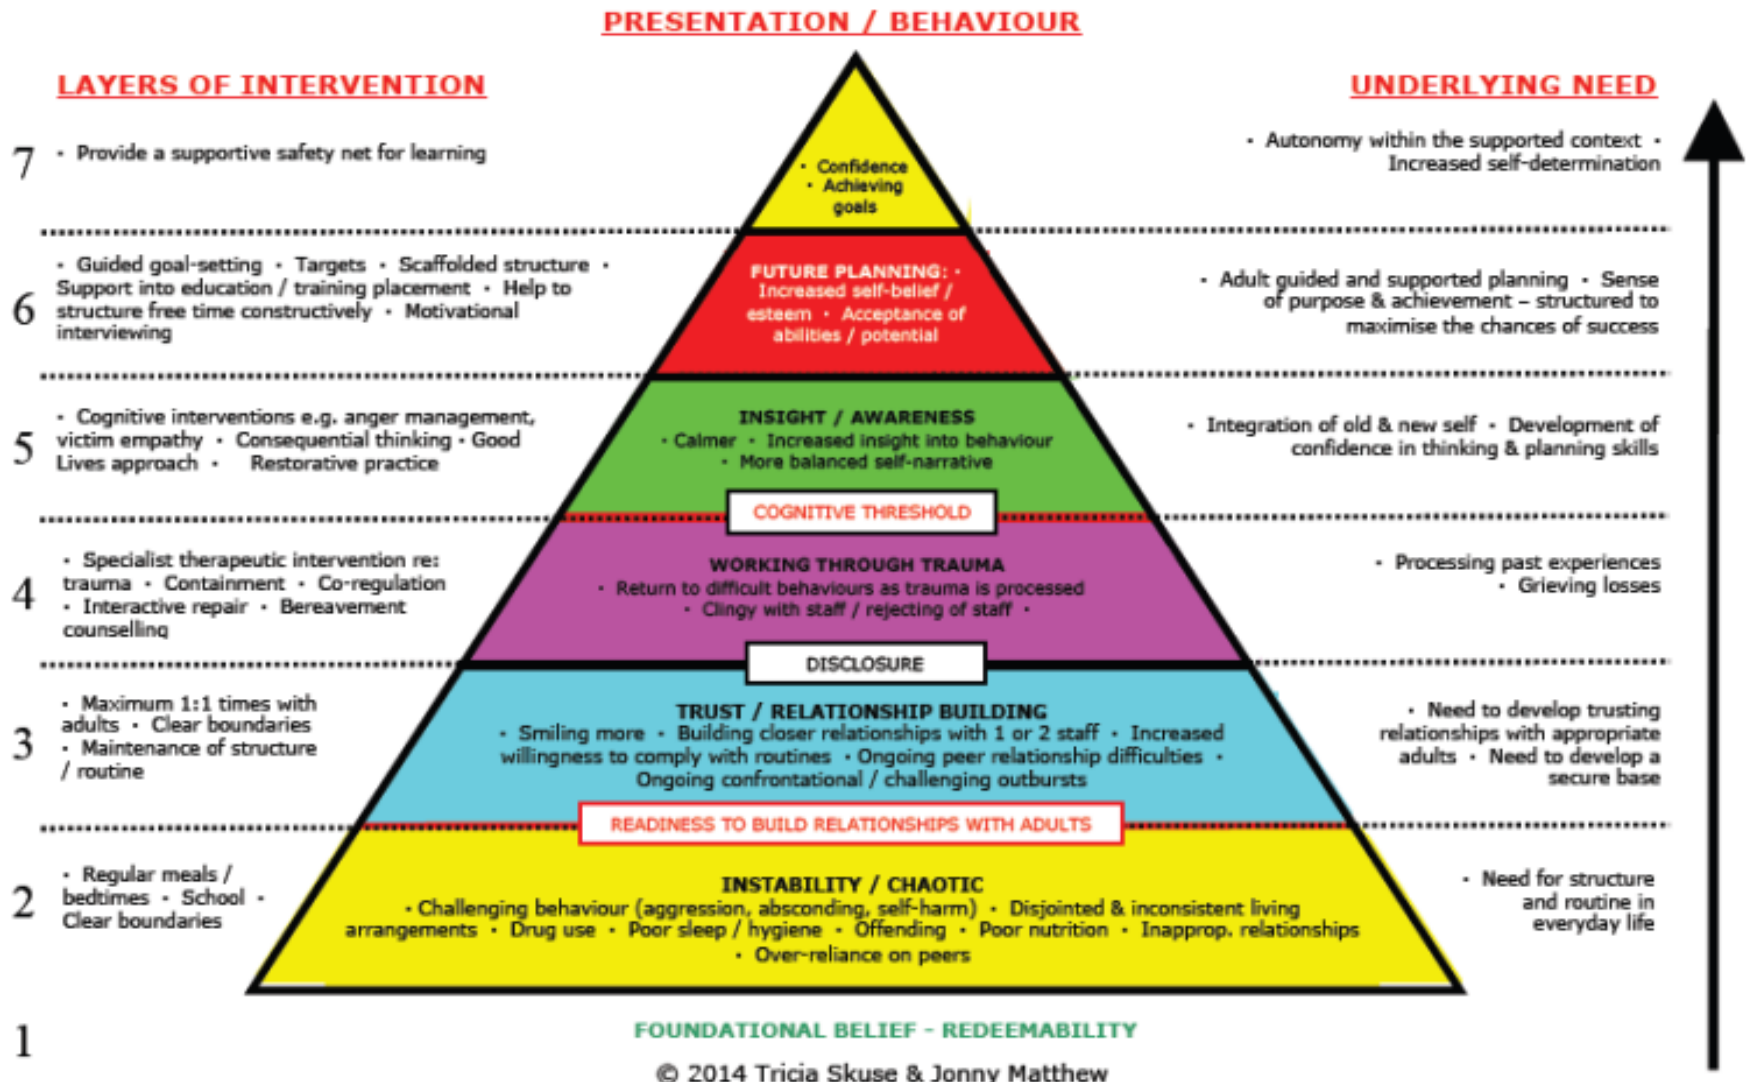 PRESENTATION / BEHAVIOUR
LAYERS OF INTERVENTION
UNDERLYING NEED
7
· Provide a supportive safety net for learning
· Confidence
· Achieving
goals
· Autonomy within the supported context ·
Increased self-determination
6
· Guided goal-setting · Targets · Scaffolded structure ·
Support into education / training placement · Help to
structure free time constructively · Motivational
interviewing
FUTURE PLANNING: ·
Increased self-belief /
esteem · Acceptance of
abilities / potential
· Adult guided and supported planning · Sense
of purpose & achievement – structured to
maximise the chances of success
5
· Cognitive interventions e.g. anger management,
victim empathy · Consequential thinking · Good
Lives approach · Restorative practice
INSIGHT / AWARENESS
· Calmer · Increased insight into behaviour
· More balanced self-narrative
· Integration of old & new self · Development of
confidence in thinking & planning skills
COGNITIVE THRESHOLD
4
· Specialist therapeutic intervention re:
trauma · Containment · Co-regulation
· Interactive repair · Bereavement
counselling
WORKING THROUGH TRAUMA
· Return to difficult behaviours as trauma is processed
· Clingy with staff / rejecting of staff ·
· Processing past experiences
· Grieving losses
DISCLOSURE
3
· Maximum 1:1 times with
adults · Clear boundaries
· Maintenance of structure
/ routine
TRUST / RELATIONSHIP BUILDING
· Smiling more · Building closer relationships with 1 or 2 staff · Increased
willingness to comply with routines · Ongoing peer relationship difficulties ·
Ongoing confrontational / challenging outbursts
· Need to develop trusting
relationships with appropriate
adults · Need to develop a
secure base
READINESS TO BUILD RELATIONSHIPS WITH ADULTS
2
· Regular meals /
bedtimes · School ·
Clear boundaries
INSTABILITY / CHAOTIC
· Challenging behaviour (aggression, absconding, self-harm) · Disjointed & inconsistent living
arrangements · Drug use · Poor sleep / hygiene · Offending · Poor nutrition · Inapprop. relationships
· Over-reliance on peers
· Need for structure
and routine in
everyday life
1
FOUNDATIONAL BELIEF - REDEEMABILITY
© 2014 Tricia Skuse & Jonny Matthew